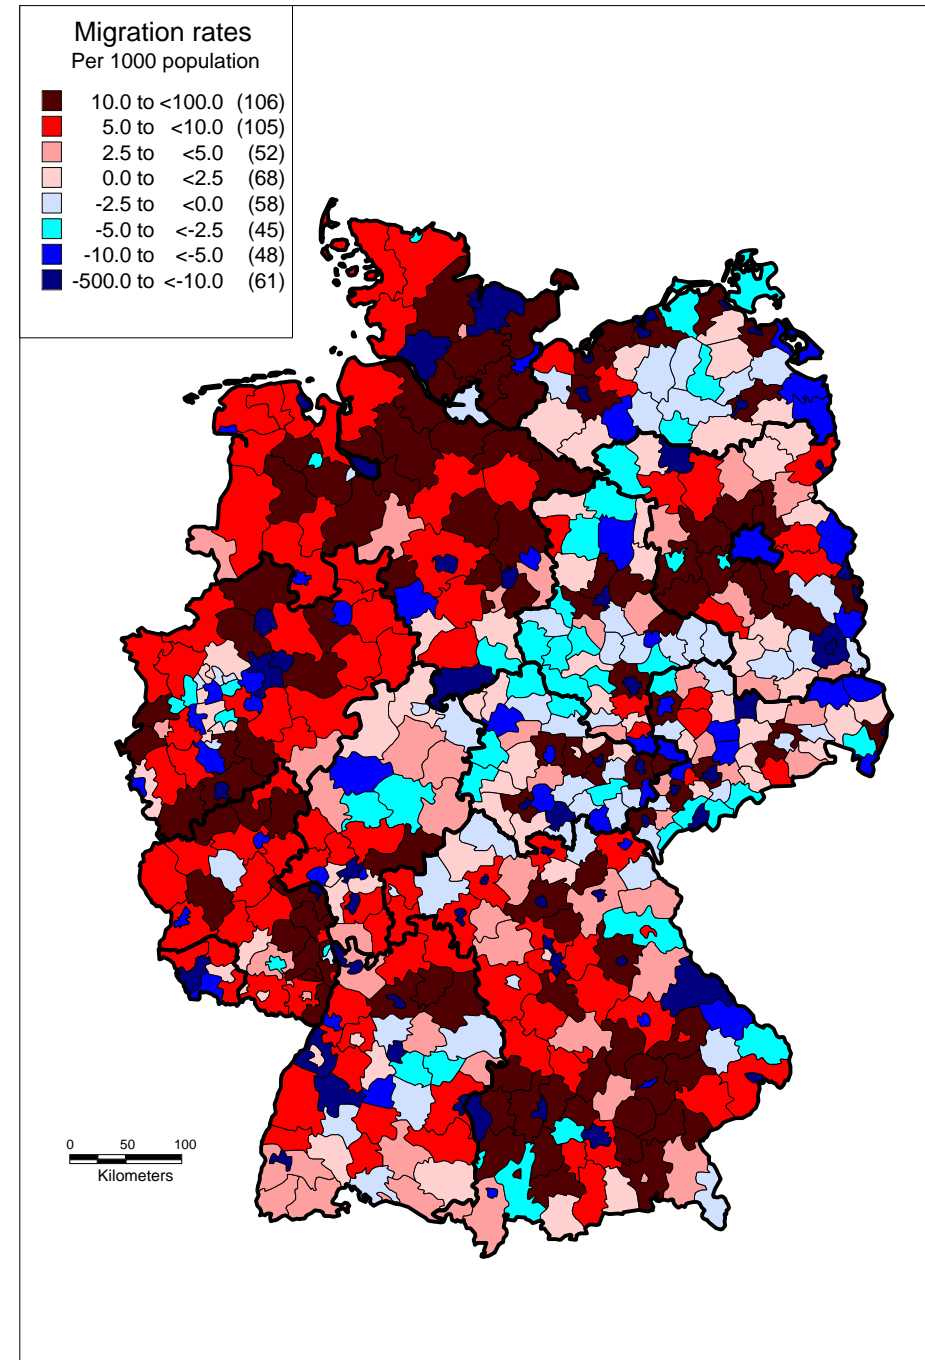 Migration rates
Per 1000 population
10.0 to <100.0 (106)
5.0 to <10.0 (105)
2.5 to <5.0 (52)
0.0 to <2.5 (68)
-2.5 to <0.0 (58)
-5.0 to <-2.5 (45)
-10.0 to <-5.0 (48)
-500.0 to <-10.0 (61)
0 50 100
Kilometers